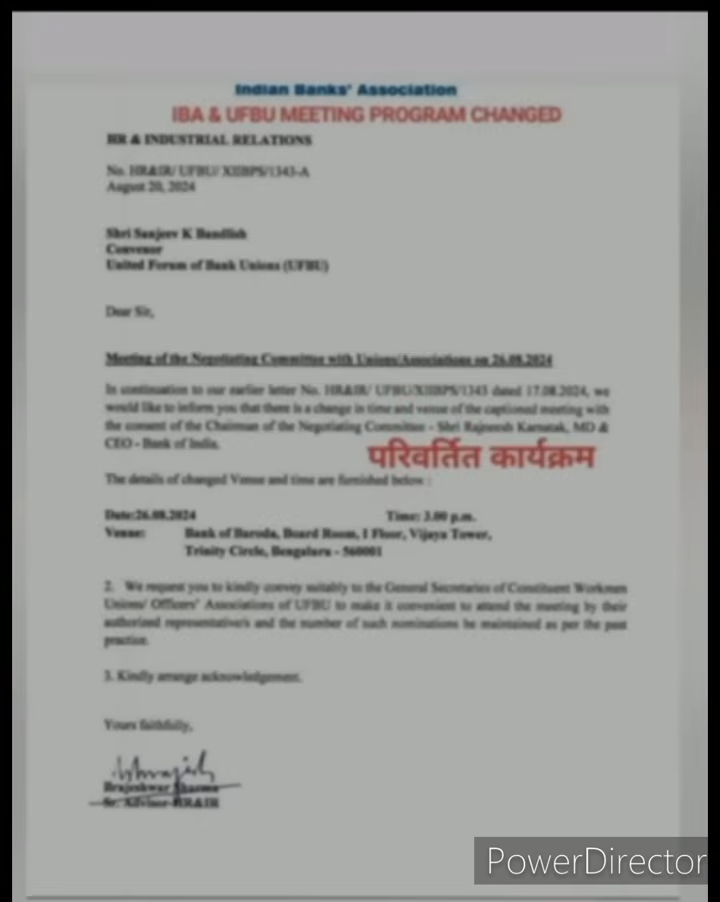 Indian Banks' Association
IBA & UFBU MEETING PROGRAM CHANGED
HR & INDUSTRIAL RELATIONS
No. HR&IR/ UFBU/ XIIBPS/1343-A
August 20, 2024
Shri Sanjeev K Bandlish
Convenor
United Forum of Bank Unions (UFBU)
Dear Sir,
Meeting of the Negotiating Committee with Unions/Associations on 26.08.2024
In continuation to our earlier letter No. HR&IR/ UFBU/XIIBPS/1343 dated 17.08.2024, we
would like to inform you that there is a change in time and venue of the captioned meeting with
the consent of the Chairman of the Negotiating Committee - Shri Rajneesh Karnatak, MD &
CEO - Bank of India.
परिवर्तित कार्यक्रम
The details of changed Venue and time are furnished below :
Date:26.08.2024 Time: 3.00 p.m.
Venue: Bank of Baroda, Board Room, I Floor, Vijaya Tower,
Trinity Circle, Bengaluru - 560001
2. We request you to kindly convey suitably to the General Secretaries of Constituent Workmen
Unions/ Officers' Associations of UFBU to make it convenient to attend the meeting by their
authorized representative/s and the number of such nominations be maintained as per the past
practice.
3. Kindly arrange acknowledgement.
Yours faithfully,
Brajeshwar Sharma
Sr. Advisor-HR&IR
PowerDirector